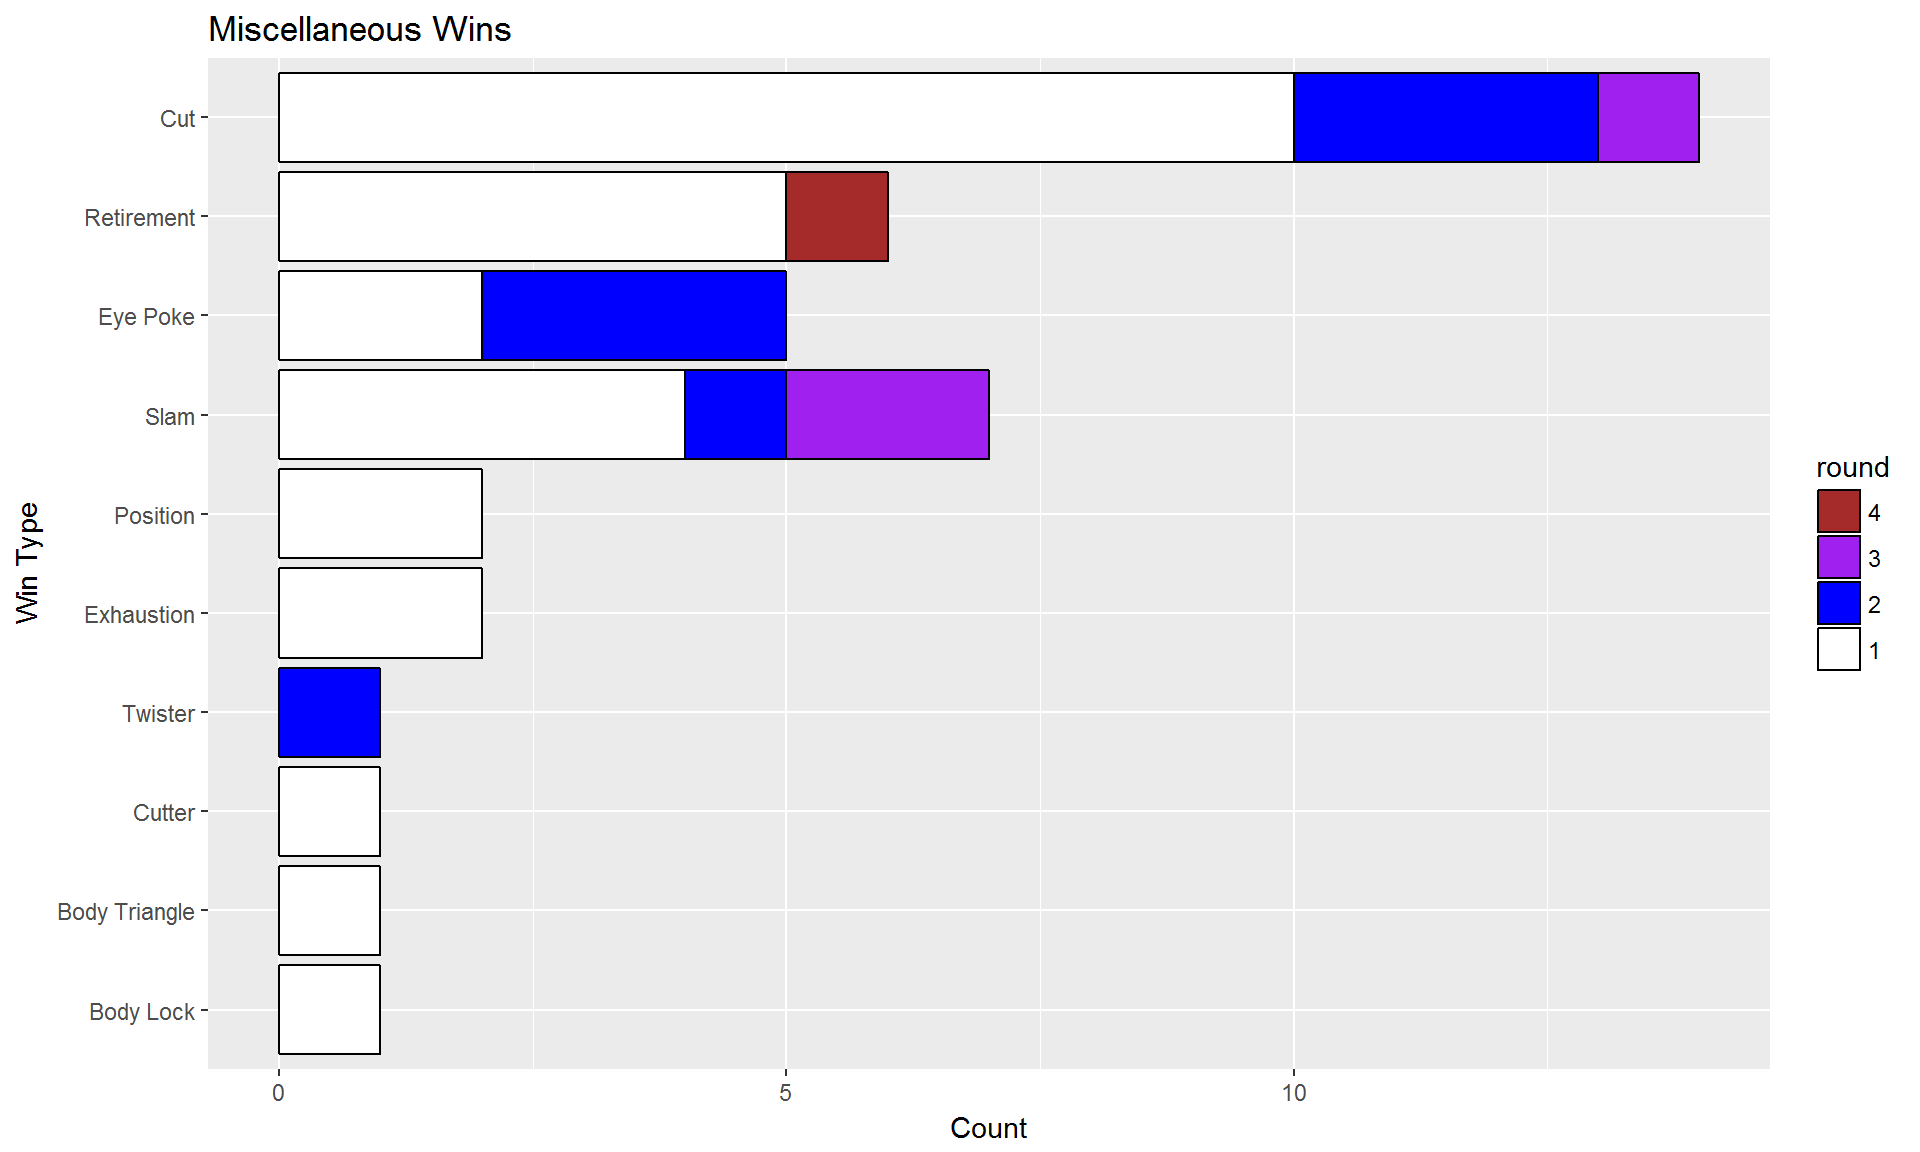 Miscellaneous Wins
Win Type
Cut
Retirement
Eye Poke
Slam
Position
Exhaustion
Twister
Cutter
Body Triangle
Body Lock
0 5 10
Count
round
4
3
2
1